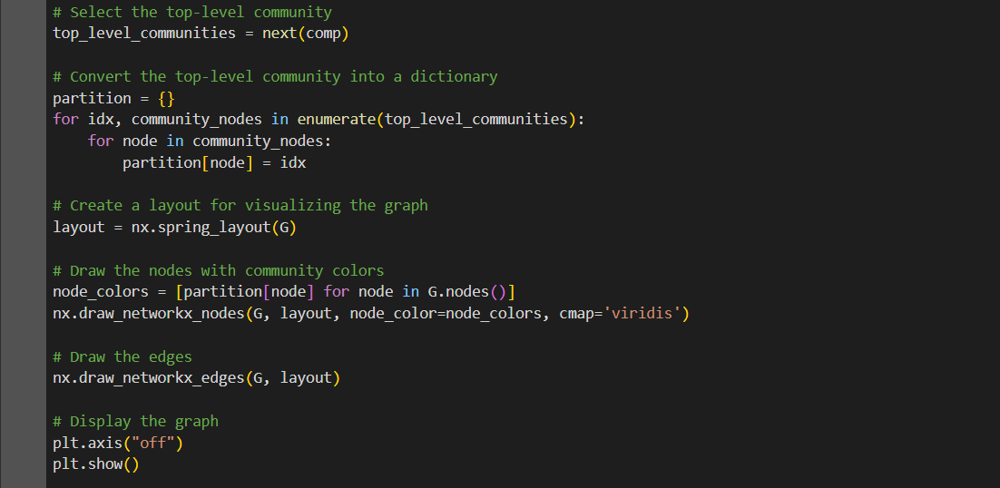 # Select the top-level community
top_level_communities = next(comp)
# Convert the top-level community into a dictionary
partition = {}
for idx, community_nodes in enumerate(top_level_communities):
    for node in community_nodes:
        partition[node] = idx
# Create a layout for visualizing the graph
layout = nx.spring_layout(G)
# Draw the nodes with community colors
node_colors = [partition[node] for node in G.nodes()]
nx.draw_networkx_nodes(G, layout, node_color=node_colors, cmap='viridis')
# Draw the edges
nx.draw_networkx_edges(G, layout)
# Display the graph
plt.axis("off")
plt.show()